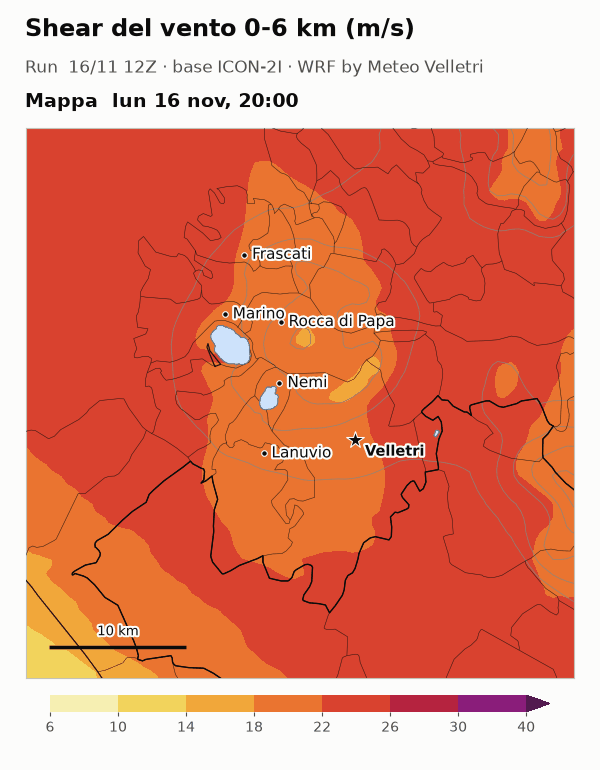 Shear del vento 0-6 km (m/s)
Run  16/11 12Z · base ICON-2I · WRF by Meteo Velletri
Mappa  lun 16 nov, 20:00
Frascati
Marino
Rocca di Papa
Nemi
Velletri
Lanuvio
10 km
6 10 14 18 22 26 30 40